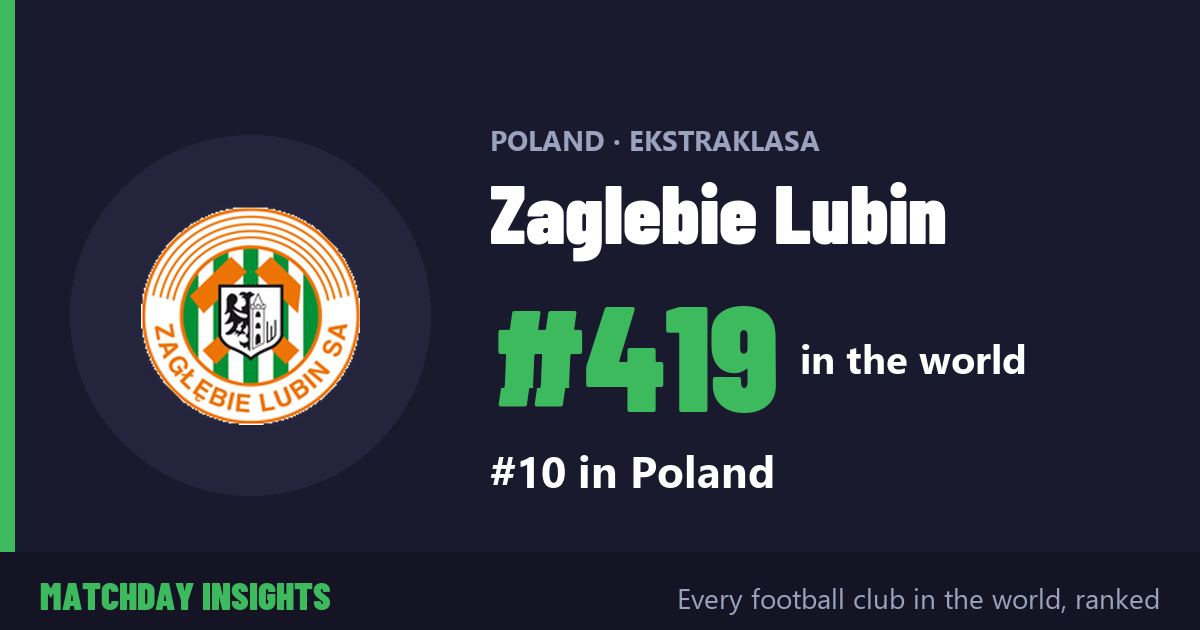 POLAND · EKSTRAKLASA
Zaglebie Lubin
#419 in the world
#10 in Poland
ZAGŁĘBIE LUBIN SA
MATCHDAY INSIGHTS
Every football club in the world, ranked